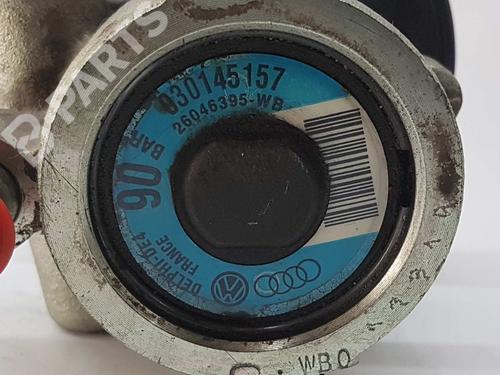 B-PARTS
030145157
26046395-WB
90 BAR
DELPHI-DE4
FRANCE
WBO